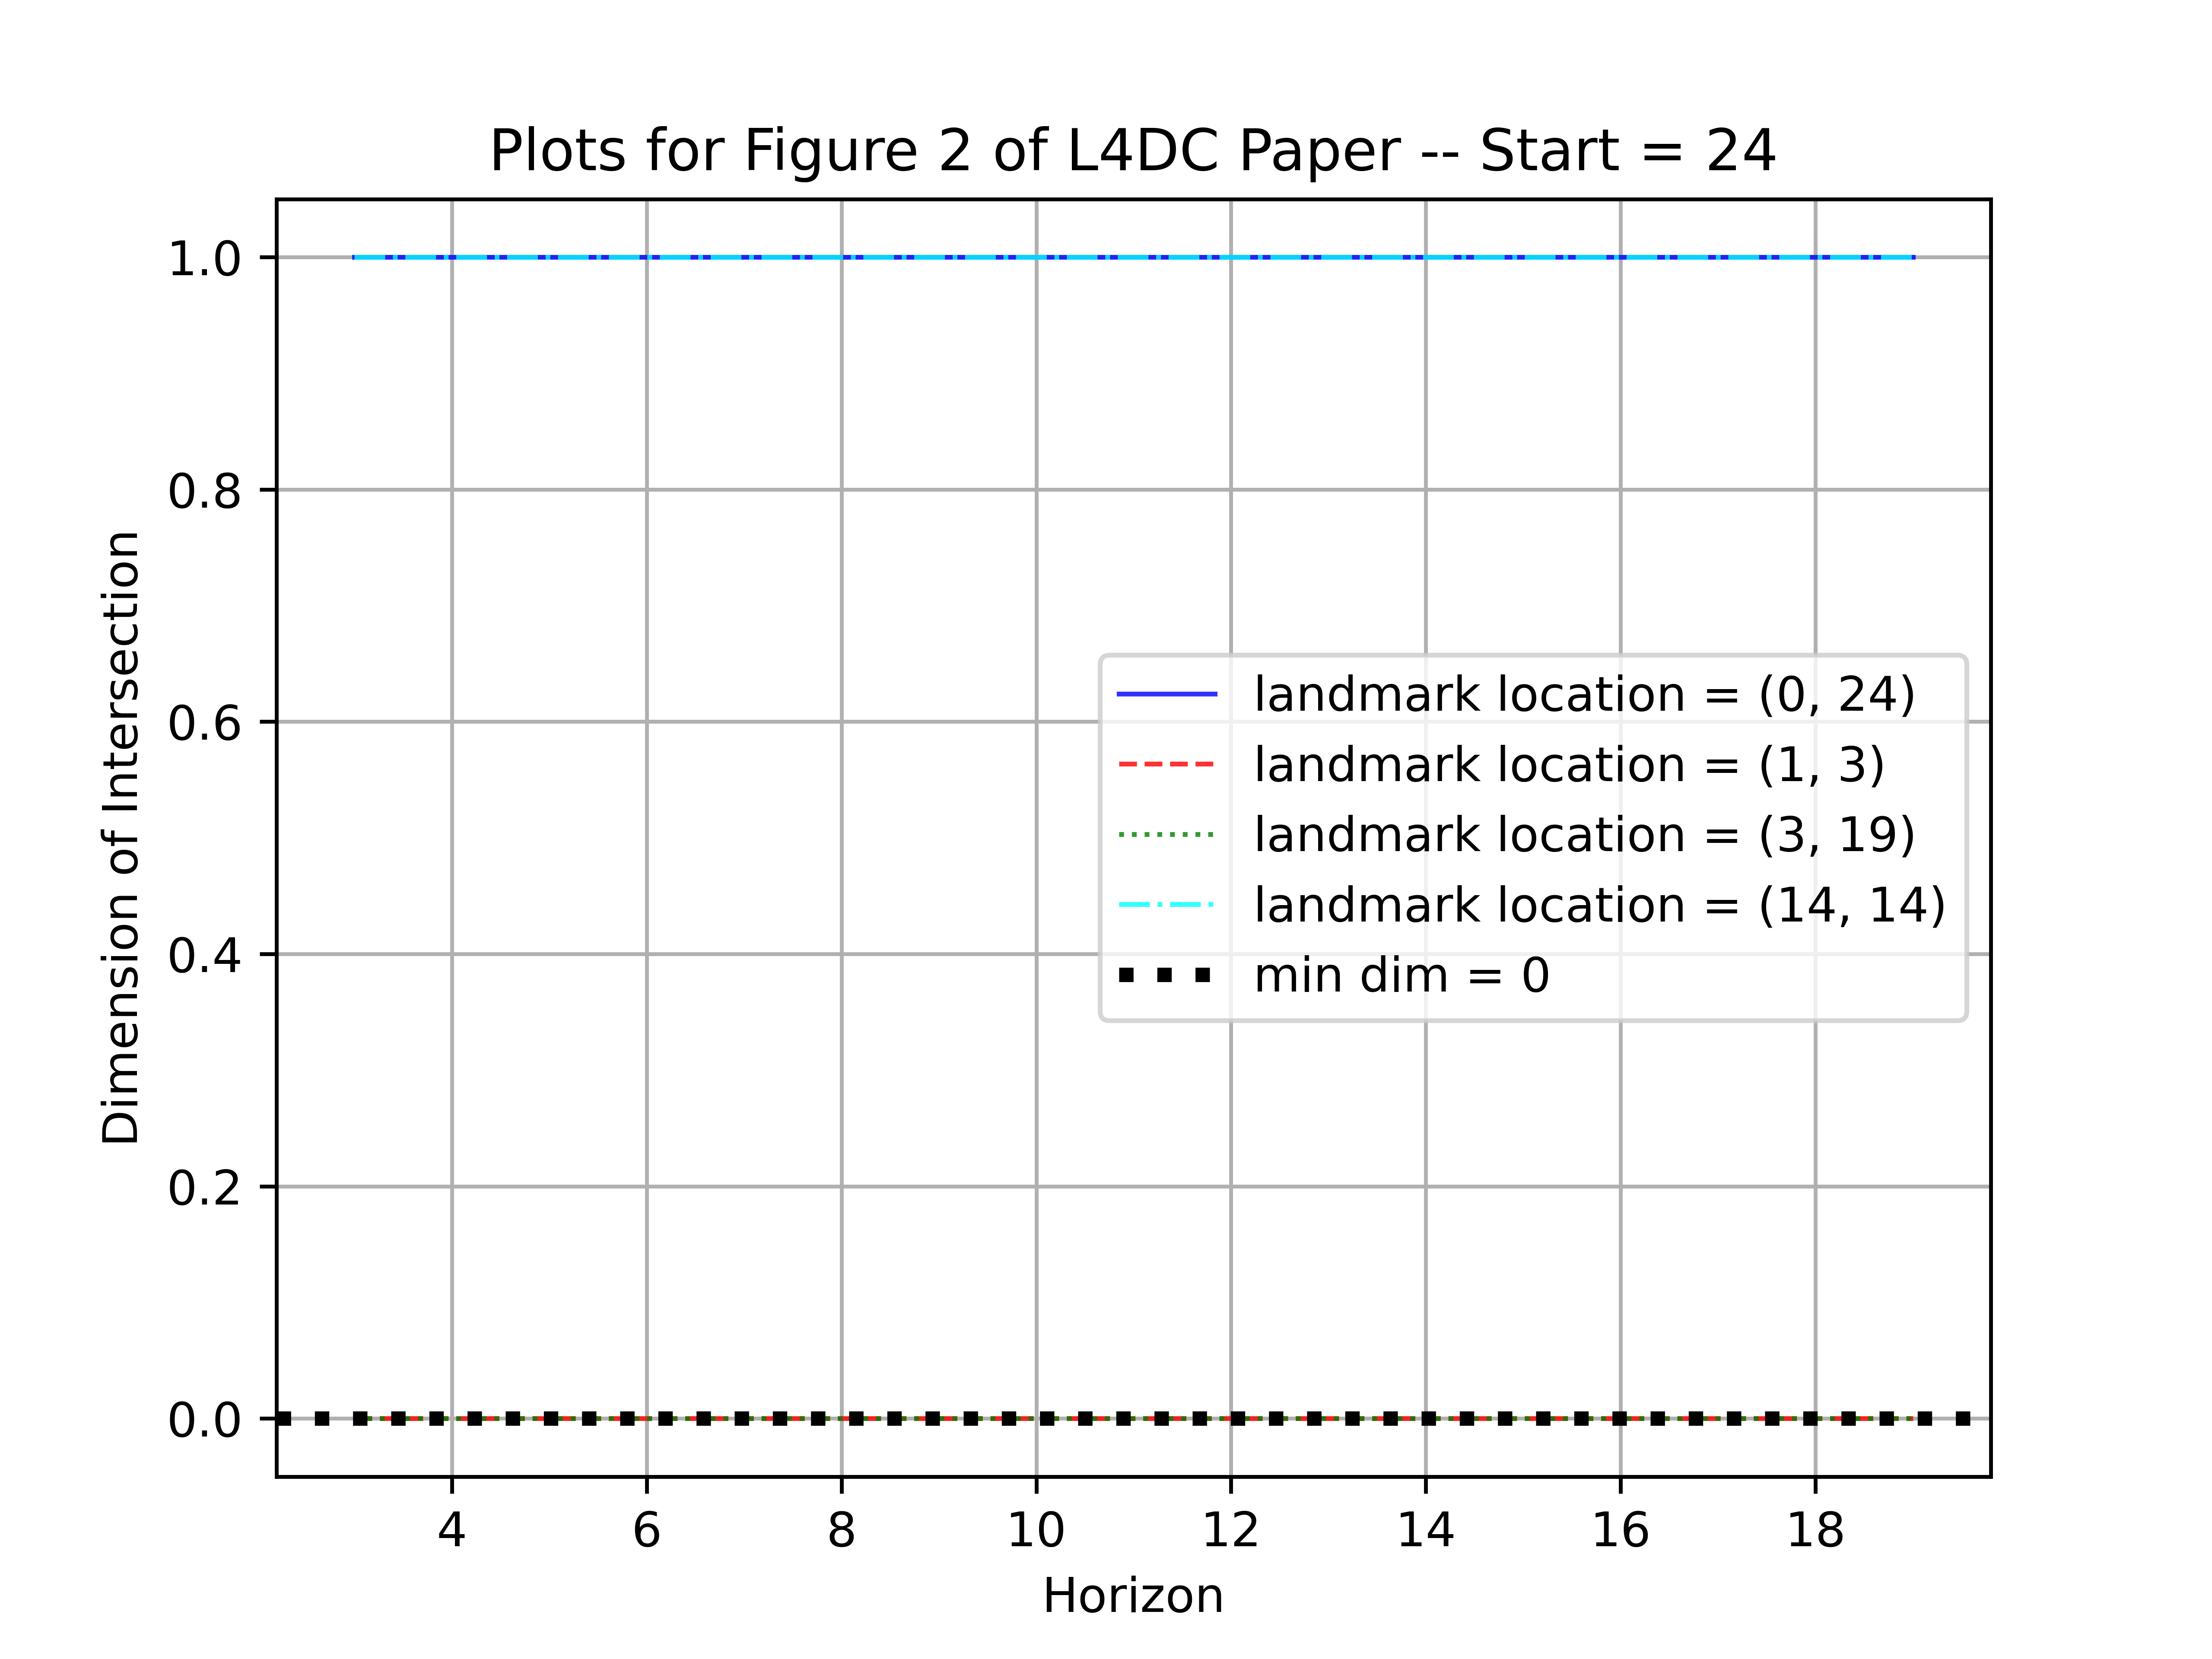 Plots for Figure 2 of L4DC Paper -- Start = 24
1.0
0.8
0.6
0.4
0.2
0.0
Dimension of Intersection
landmark location = (0, 24)
landmark location = (1, 3)
landmark location = (3, 19)
landmark location = (14, 14)
min dim = 0
4 6 8 10 12 14 16 18
Horizon